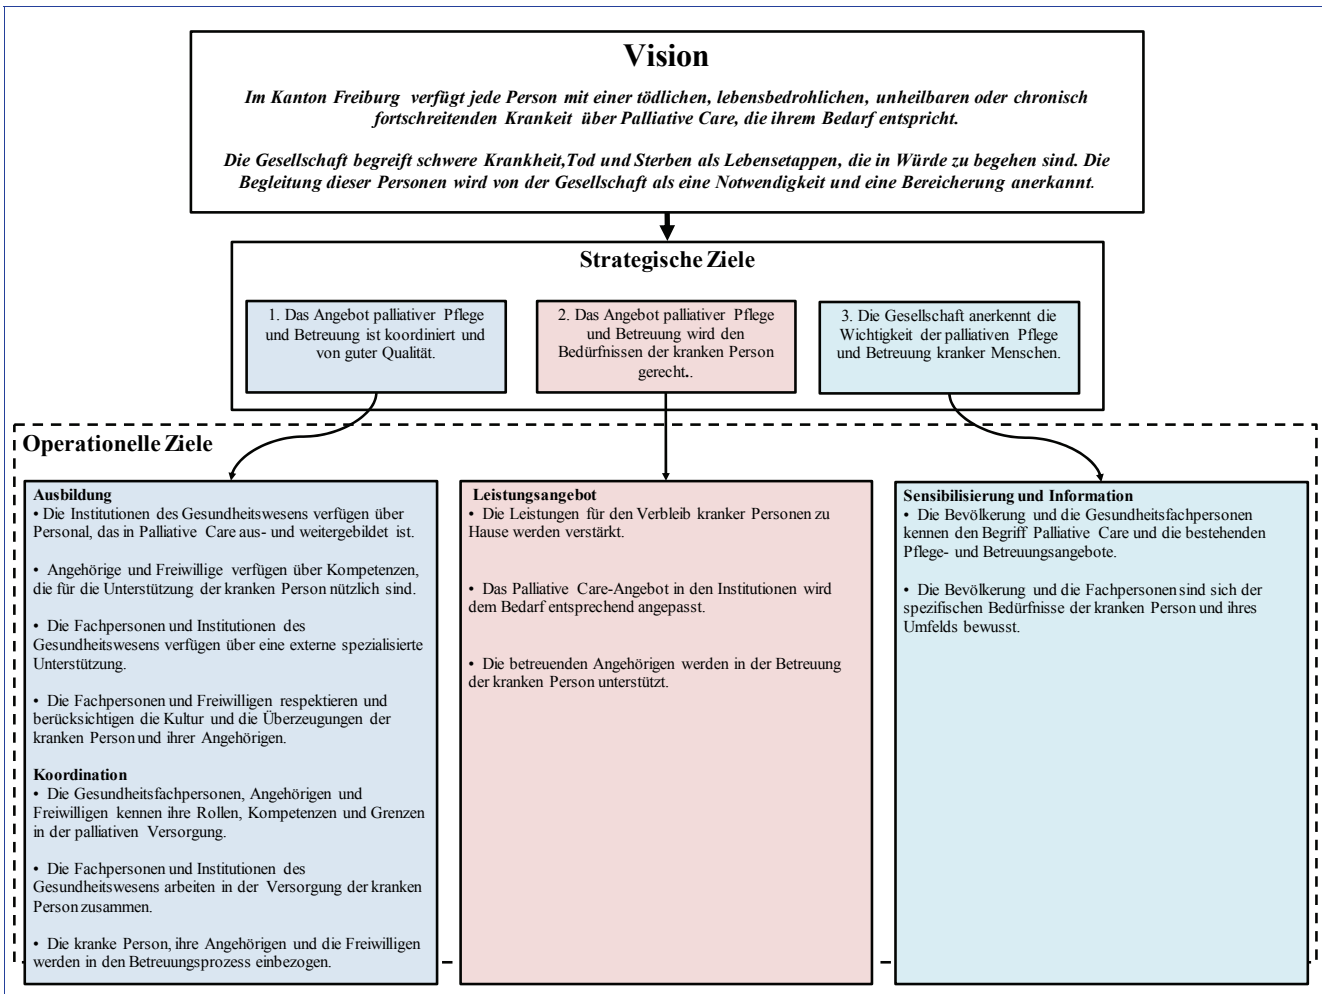 Vision
Im Kanton Freiburg verfügt jede Person mit einer tödlichen, lebensbedrohlichen, unheilbaren oder chronisch
fortschreitenden Krankeit über Palliative Care, die ihrem Bedarf entspricht.
Die Gesellschaft begreift schwere Krankheit,Tod und Sterben als Lebensetappen, die in Würde zu begehen sind. Die
Begleitung dieser Personen wird von der Gesellschaft als eine Notwendigkeit und eine Bereicherung anerkannt.
Strategische Ziele
1. Das Angebot palliativer Pflege
und Betreuung ist koordiniert und
von guter Qualität.
2. Das Angebot palliativer Pflege
und Betreuung wird den
Bedürfnissen der kranken Person
gerecht..
3. Die Gesellschaft anerkennt die
Wichtigkeit der palliativen Pflege
und Betreuung kranker Menschen.
Operationelle Ziele
Ausbildung
• Die Institutionen des Gesundheitswesens verfügen über
Personal, das in Palliative Care aus- und weitergebildet ist.
• Angehörige und Freiwillige verfügen über Kompetenzen,
die für die Unterstützung der kranken Person nützlich sind.
• Die Fachpersonen und Institutionen des
Gesundheitswesens verfügen über eine externe spezialisierte
Unterstützung.
• Die Fachpersonen und Freiwilligen respektieren und
berücksichtigen die Kultur und die Überzeugungen der
kranken Person und ihrer Angehörigen.
Koordination
• Die Gesundheitsfachpersonen, Angehörigen und
Freiwilligen kennen ihre Rollen, Kompetenzen und Grenzen
in der palliativen Versorgung.
• Die Fachpersonen und Institutionen des
Gesundheitswesens arbeiten in der Versorgung der kranken
Person zusammen.
• Die kranke Person, ihre Angehörigen und die Freiwilligen
werden in den Betreuungsprozess einbezogen.
Leistungsangebot
• Die Leistungen für den Verbleib kranker Personen zu
Hause werden verstärkt.
• Das Palliative Care-Angebot in den Institutionen wird
dem Bedarf entsprechend angepasst.
• Die betreuenden Angehörigen werden in der Betreuung
der kranken Person unterstützt.
Sensibilisierung und Information
• Die Bevölkerung und die Gesundheitsfachpersonen
kennen den Begriff Palliative Care und die bestehenden
Pflege- und Betreuungsangebote.
• Die Bevölkerung und die Fachpersonen sind sich der
spezifischen Bedürfnisse der kranken Person und ihres
Umfelds bewusst.